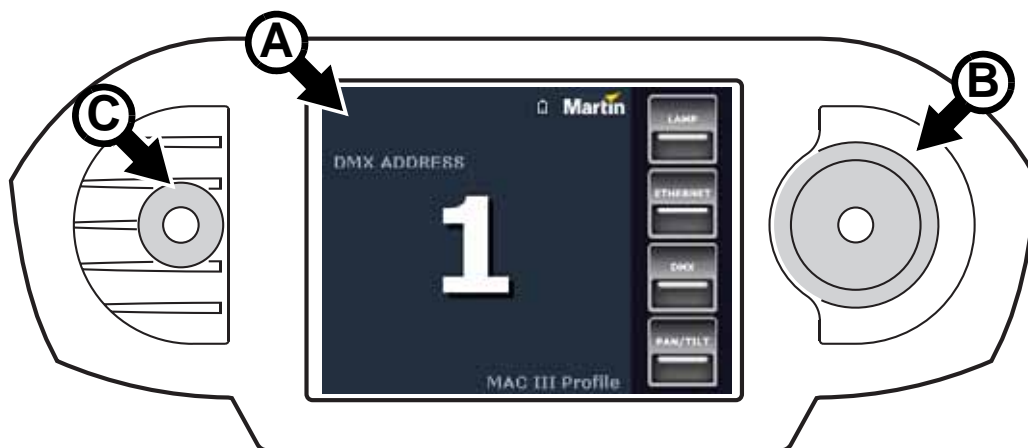 A
B
C
Martin
LAMP
DMX ADDRESS
ETHERNET
1
DMX
PAN/TILT
MAC III Profile